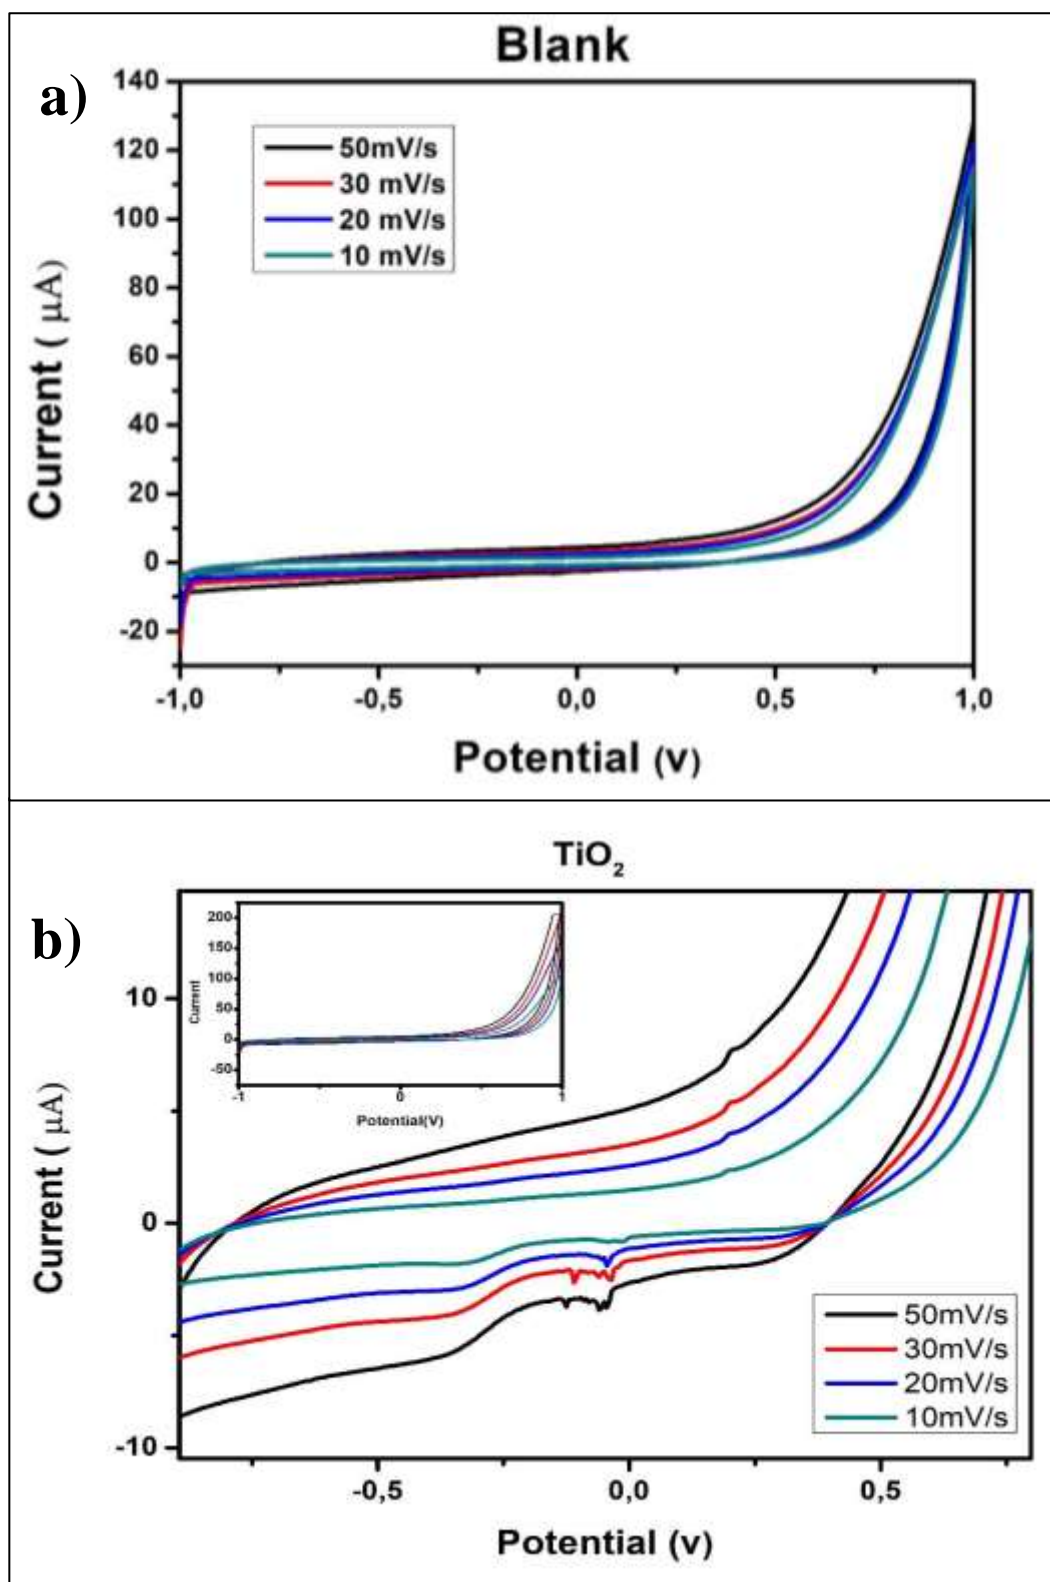 Blank
a)
140
120
100
80
60
40
20
0
-20
Current ( µA)
50mV/s
30 mV/s
20 mV/s
10 mV/s
-1,0 -0,5 0,0 0,5 1,0
Potential (v)
TiO2
b)
10
0
-10
Current ( µA)
200
150
100
50
0
-50
Current
-1 0 1
Potential(V)
50mV/s
30mV/s
20mV/s
10mV/s
-0,5 0,0 0,5
Potential (v)